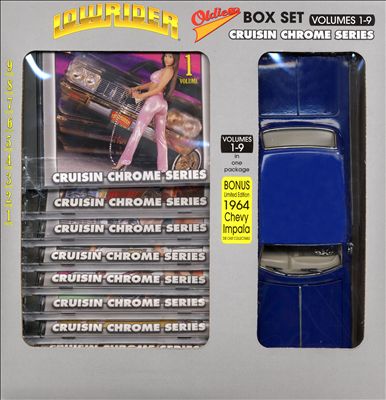 LOWRIDER
Oldies
BOX SET VOLUMES 1-9
CRUISIN CHROME SERIES
9
8
7
6
5
4
3
2
1
1
VOLUME
CRUISIN CHROME SERIES
CRUISIN CHROME SERIES
CRUISIN CHROME SERIES
CRUISIN CHROME SERIES
CRUISIN CHROME SERIES
CRUISIN CHROME SERIES
CRUISIN CHROME SERIES
CRUISIN CHROME SERIES
VOLUMES
1-9
in one
package
BONUS
Limited Edition
1964
Chevy
Impala
DIE CAST COLLECTIBLE